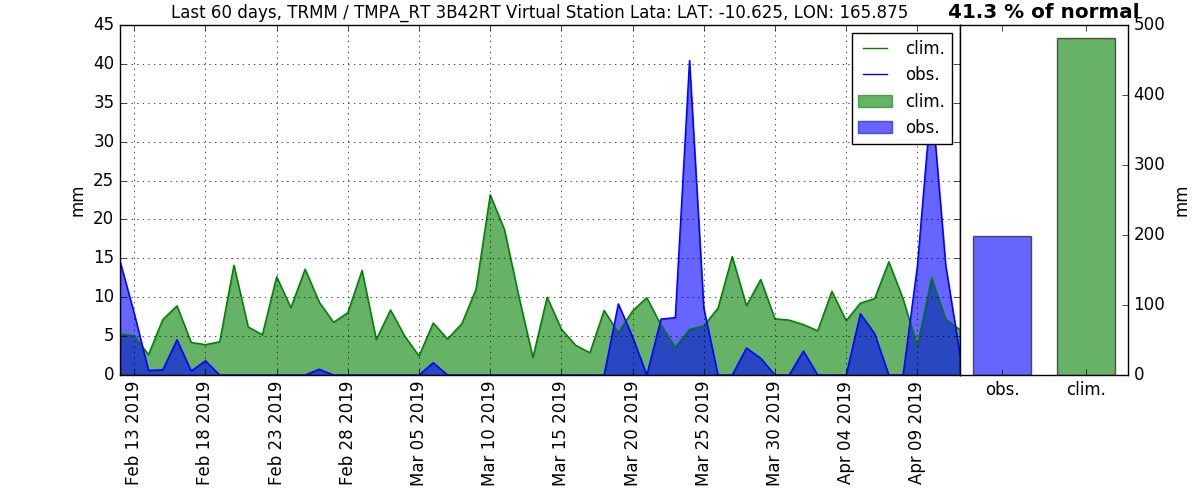 Last 60 days, TRMM / TMPA_RT 3B42RT Virtual Station Lata: LAT: -10.625, LON: 165.875
41.3 % of normal
45
40
35
30
25
20
15
10
5
0
mm
clim.
obs.
clim.
obs.
Feb 13 2019
Feb 18 2019
Feb 23 2019
Feb 28 2019
Mar 05 2019
Mar 10 2019
Mar 15 2019
Mar 20 2019
Mar 25 2019
Mar 30 2019
Apr 04 2019
Apr 09 2019
obs.
clim.
500
400
300
200
100
0
mm